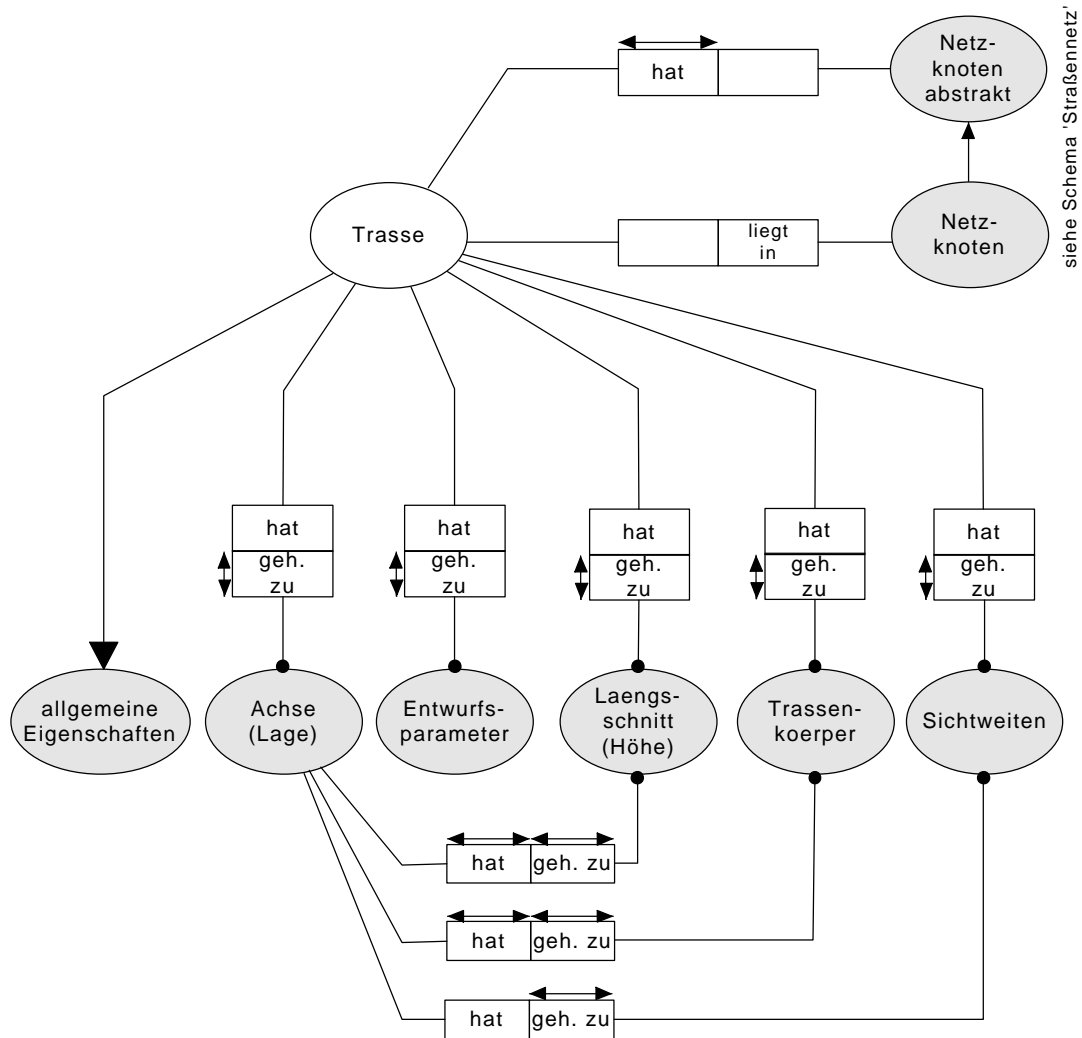 Netz-
knoten
abstrakt
hat
siehe Schema 'Straßennetz'
Trasse
liegt
in
Netz-
knoten
hat
geh.
zu
hat
geh.
zu
hat
geh.
zu
hat
geh.
zu
hat
geh.
zu
allgemeine
Eigenschaften
Achse
(Lage)
Entwurfs-
parameter
Laengs-
schnitt
(Höhe)
Trassen-
koerper
Sichtweiten
hat geh. zu
hat geh. zu
hat geh. zu